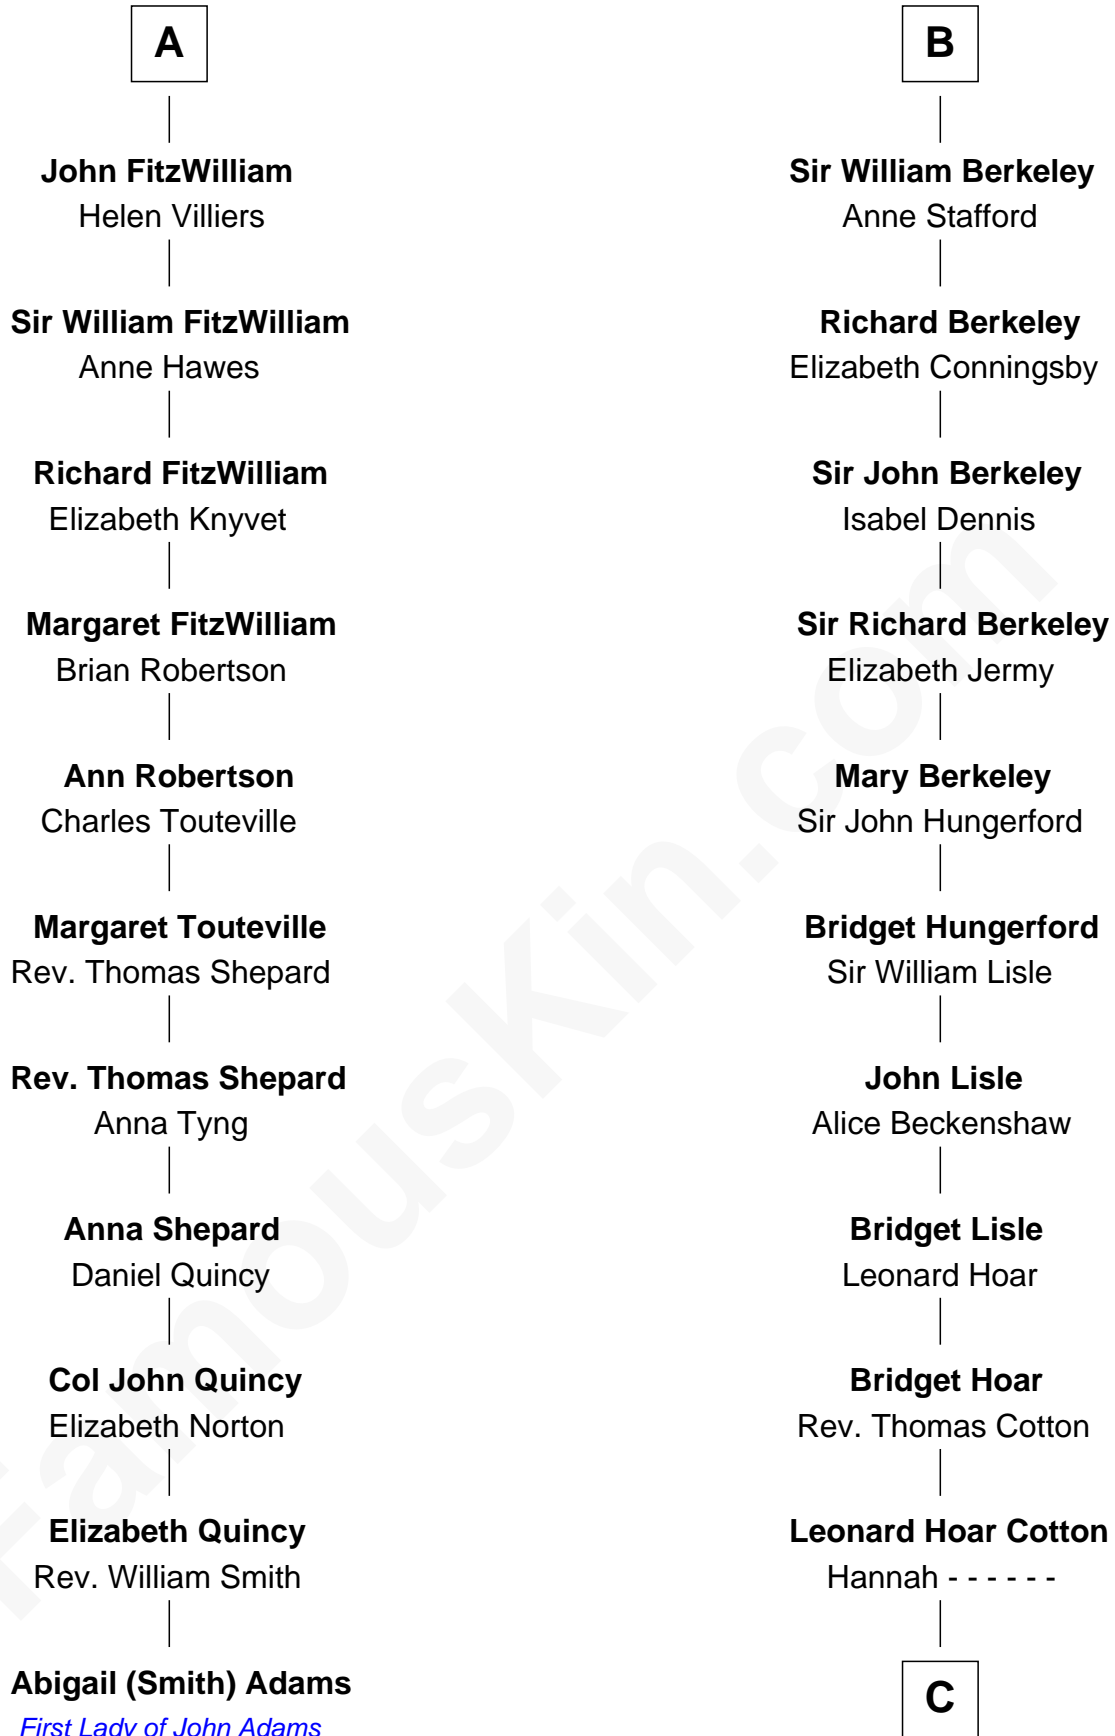 A
John FitzWilliam
Helen Villiers
Sir William FitzWilliam
Anne Hawes
Richard FitzWilliam
Elizabeth Knyvet
Margaret FitzWilliam
Brian Robertson
Ann Robertson
Charles Touteville
Margaret Touteville
Rev. Thomas Shepard
Rev. Thomas Shepard
Anna Tyng
Anna Shepard
Daniel Quincy
Col John Quincy
Elizabeth Norton
Elizabeth Quincy
Rev. William Smith
Abigail (Smith) Adams
First Lady of John Adams
B
Sir William Berkeley
Anne Stafford
Richard Berkeley
Elizabeth Conningsby
Sir John Berkeley
Isabel Dennis
Sir Richard Berkeley
Elizabeth Jermy
Mary Berkeley
Sir John Hungerford
Bridget Hungerford
Sir William Lisle
John Lisle
Alice Beckenshaw
Bridget Lisle
Leonard Hoar
Bridget Hoar
Rev. Thomas Cotton
Leonard Hoar Cotton
Hannah - - - - - -
C
FamousKin.com